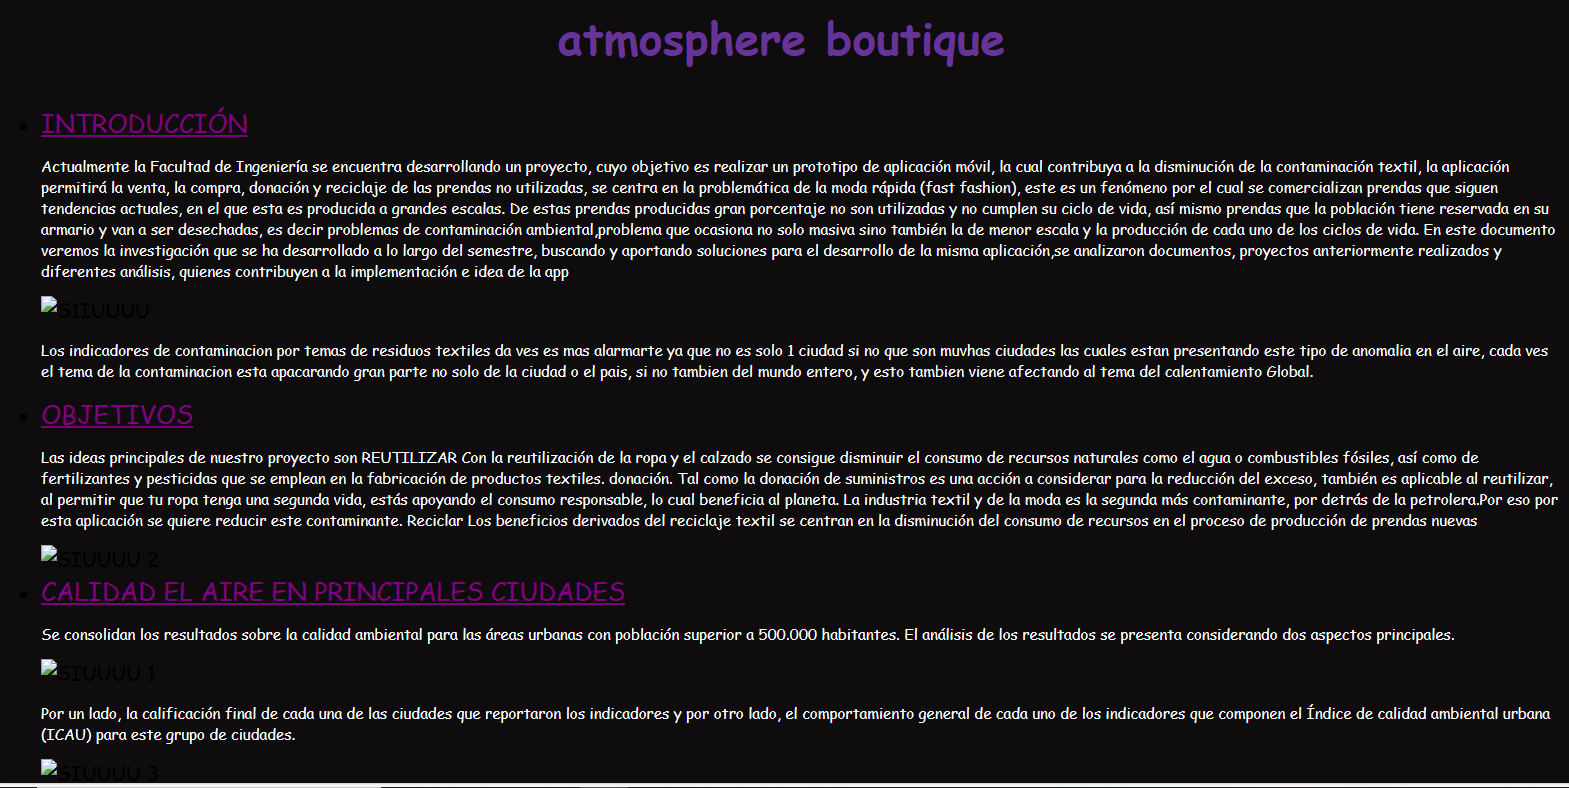 atmosphere boutique
INTRODUCCIÓN
Actualmente la Facultad de Ingeniería se encuentra desarrollando un proyecto, cuyo objetivo es realizar un prototipo de aplicación móvil, la cual contribuya a la disminución de la contaminación textil, la aplicación
permitirá la venta, la compra, donación y reciclaje de las prendas no utilizadas, se centra en la problemática de la moda rápida (fast fashion), este es un fenómeno por el cual se comercializan prendas que siguen
tendencias actuales, en el que esta es producida a grandes escalas. De estas prendas producidas gran porcentaje no son utilizadas y no cumplen su ciclo de vida, así mismo prendas que la población tiene reservada en su
armario y van a ser desechadas, es decir problemas de contaminación ambiental,problema que ocasiona no solo masiva sino también la de menor escala y la producción de cada uno de los ciclos de vida. En este documento
veremos la investigación que se ha desarrollado a lo largo del semestre, buscando y aportando soluciones para el desarrollo de la misma aplicación,se analizaron documentos, proyectos anteriormente realizados y
diferentes análisis, quienes contribuyen a la implementación e idea de la app
S1IUUUU
Los indicadores de contaminacion por temas de residuos textiles da ves es mas alarmarte ya que no es solo 1 ciudad si no que son muvhas ciudades las cuales estan presentando este tipo de anomalia en el aire, cada ves
el tema de la contaminacion esta apacarando gran parte no solo de la ciudad o el pais, si no tambien del mundo entero, y esto tambien viene afectando al tema del calentamiento Global.
OBJETIVOS
Las ideas principales de nuestro proyecto son REUTILIZAR Con la reutilización de la ropa y el calzado se consigue disminuir el consumo de recursos naturales como el agua o combustibles fósiles, así como de
fertilizantes y pesticidas que se emplean en la fabricación de productos textiles. donación. Tal como la donación de suministros es una acción a considerar para la reducción del exceso, también es aplicable al reutilizar,
al permitir que tu ropa tenga una segunda vida, estás apoyando el consumo responsable, lo cual beneficia al planeta. La industria textil y de la moda es la segunda más contaminante, por detrás de la petrolera.Por eso por
esta aplicación se quiere reducir este contaminante. Reciclar Los beneficios derivados del reciclaje textil se centran en la disminución del consumo de recursos en el proceso de producción de prendas nuevas
SIUUUU 2
CALIDAD EL AIRE EN PRINCIPALES CIUDADES
Se consolidan los resultados sobre la calidad ambiental para las áreas urbanas con población superior a 500.000 habitantes. El análisis de los resultados se presenta considerando dos aspectos principales.
SIUUUU 1
Por un lado, la calificación final de cada una de las ciudades que reportaron los indicadores y por otro lado, el comportamiento general de cada uno de los indicadores que componen el Índice de calidad ambiental urbana
(ICAU) para este grupo de ciudades.
SIUUUU 3